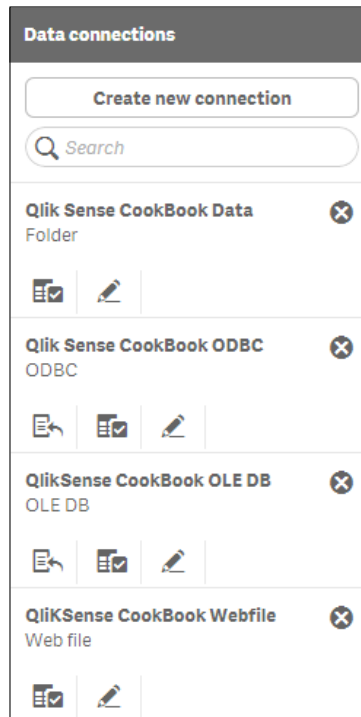 Data connections
Create new connection
Search
Qlik Sense CookBook Data
Folder
Qlik Sense CookBook ODBC
ODBC
QlikSense CookBook OLE DB
OLE DB
QliKSense CookBook Webfile
Web file